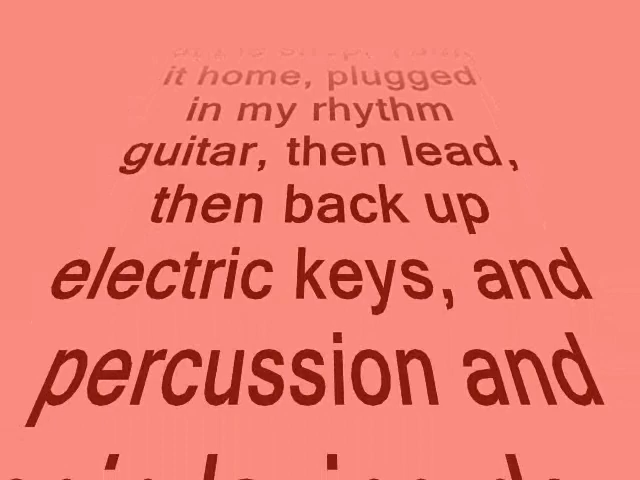 it home, plugged
in my rhythm
guitar, then lead,
then back up
electric keys, and
percussion and